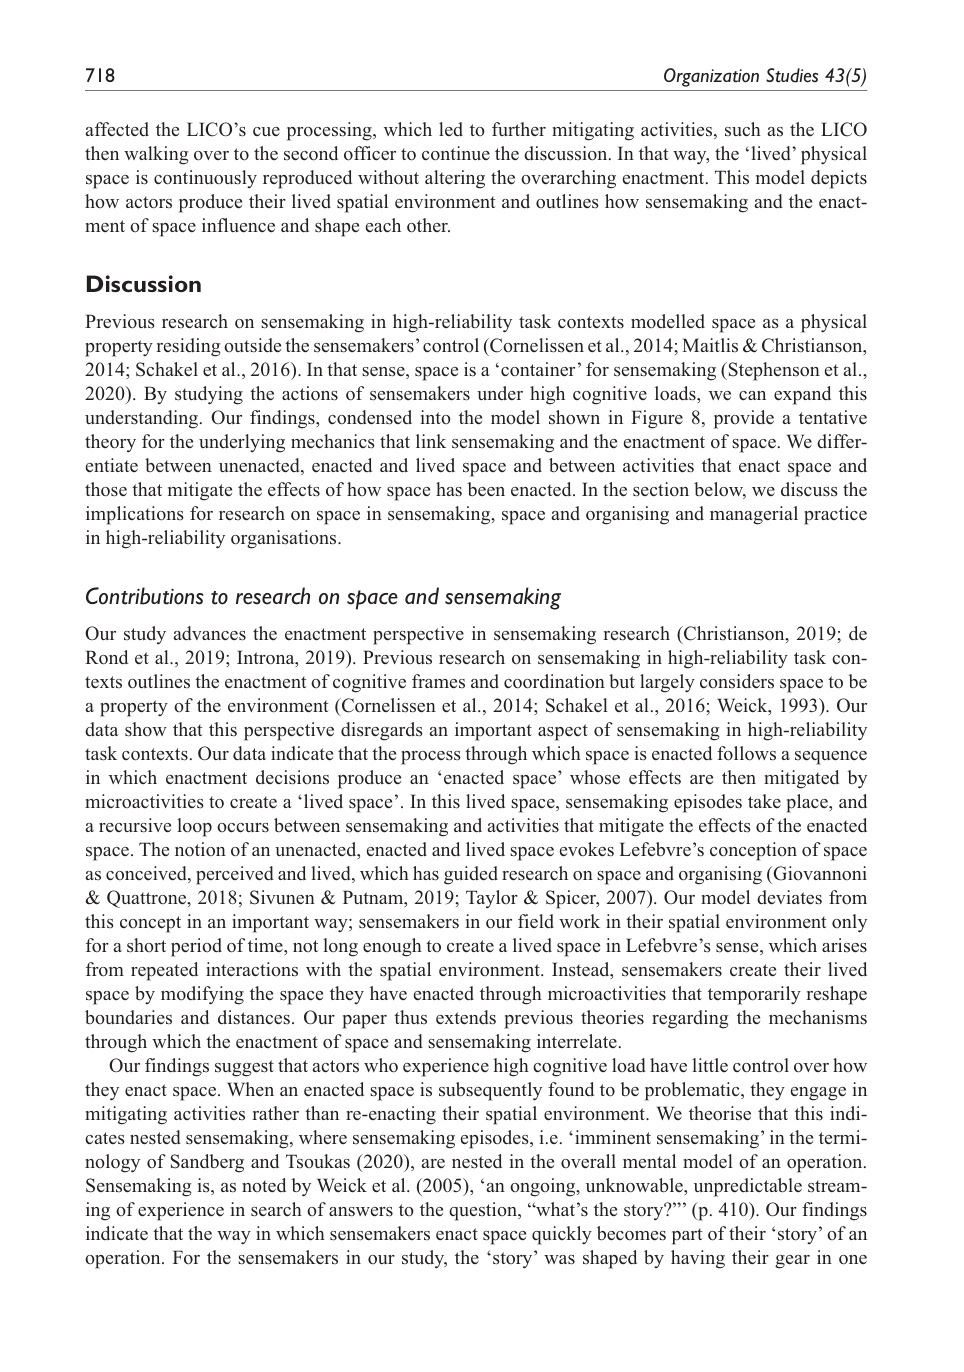 718
Organization Studies 43(5)
affected the LICO’s cue processing, which led to further mitigating activities, such as the LICO
then walking over to the second officer to continue the discussion. In that way, the ‘lived’ physical
space is continuously reproduced without altering the overarching enactment. This model depicts
how actors produce their lived spatial environment and outlines how sensemaking and the enact-
ment of space influence and shape each other.
Discussion
Previous research on sensemaking in high-reliability task contexts modelled space as a physical
property residing outside the sensemakers’ control (Cornelissen et al., 2014; Maitlis & Christianson,
2014; Schakel et al., 2016). In that sense, space is a ‘container’ for sensemaking (Stephenson et al.,
2020). By studying the actions of sensemakers under high cognitive loads, we can expand this
understanding. Our findings, condensed into the model shown in Figure 8, provide a tentative
theory for the underlying mechanics that link sensemaking and the enactment of space. We differ-
entiate between unenacted, enacted and lived space and between activities that enact space and
those that mitigate the effects of how space has been enacted. In the section below, we discuss the
implications for research on space in sensemaking, space and organising and managerial practice
in high-reliability organisations.
Contributions to research on space and sensemaking
Our study advances the enactment perspective in sensemaking research (Christianson, 2019; de
Rond et al., 2019; Introna, 2019). Previous research on sensemaking in high-reliability task con-
texts outlines the enactment of cognitive frames and coordination but largely considers space to be
a property of the environment (Cornelissen et al., 2014; Schakel et al., 2016; Weick, 1993). Our
data show that this perspective disregards an important aspect of sensemaking in high-reliability
task contexts. Our data indicate that the process through which space is enacted follows a sequence
in which enactment decisions produce an ‘enacted space’ whose effects are then mitigated by
microactivities to create a ‘lived space’. In this lived space, sensemaking episodes take place, and
a recursive loop occurs between sensemaking and activities that mitigate the effects of the enacted
space. The notion of an unenacted, enacted and lived space evokes Lefebvre’s conception of space
as conceived, perceived and lived, which has guided research on space and organising (Giovannoni
& Quattrone, 2018; Sivunen & Putnam, 2019; Taylor & Spicer, 2007). Our model deviates from
this concept in an important way; sensemakers in our field work in their spatial environment only
for a short period of time, not long enough to create a lived space in Lefebvre’s sense, which arises
from repeated interactions with the spatial environment. Instead, sensemakers create their lived
space by modifying the space they have enacted through microactivities that temporarily reshape
boundaries and distances. Our paper thus extends previous theories regarding the mechanisms
through which the enactment of space and sensemaking interrelate.
Our findings suggest that actors who experience high cognitive load have little control over how
they enact space. When an enacted space is subsequently found to be problematic, they engage in
mitigating activities rather than re-enacting their spatial environment. We theorise that this indi-
cates nested sensemaking, where sensemaking episodes, i.e. ‘imminent sensemaking’ in the termi-
nology of Sandberg and Tsoukas (2020), are nested in the overall mental model of an operation.
Sensemaking is, as noted by Weick et al. (2005), ‘an ongoing, unknowable, unpredictable stream-
ing of experience in search of answers to the question, “what’s the story?”’ (p. 410). Our findings
indicate that the way in which sensemakers enact space quickly becomes part of their ‘story’ of an
operation. For the sensemakers in our study, the ‘story’ was shaped by having their gear in one